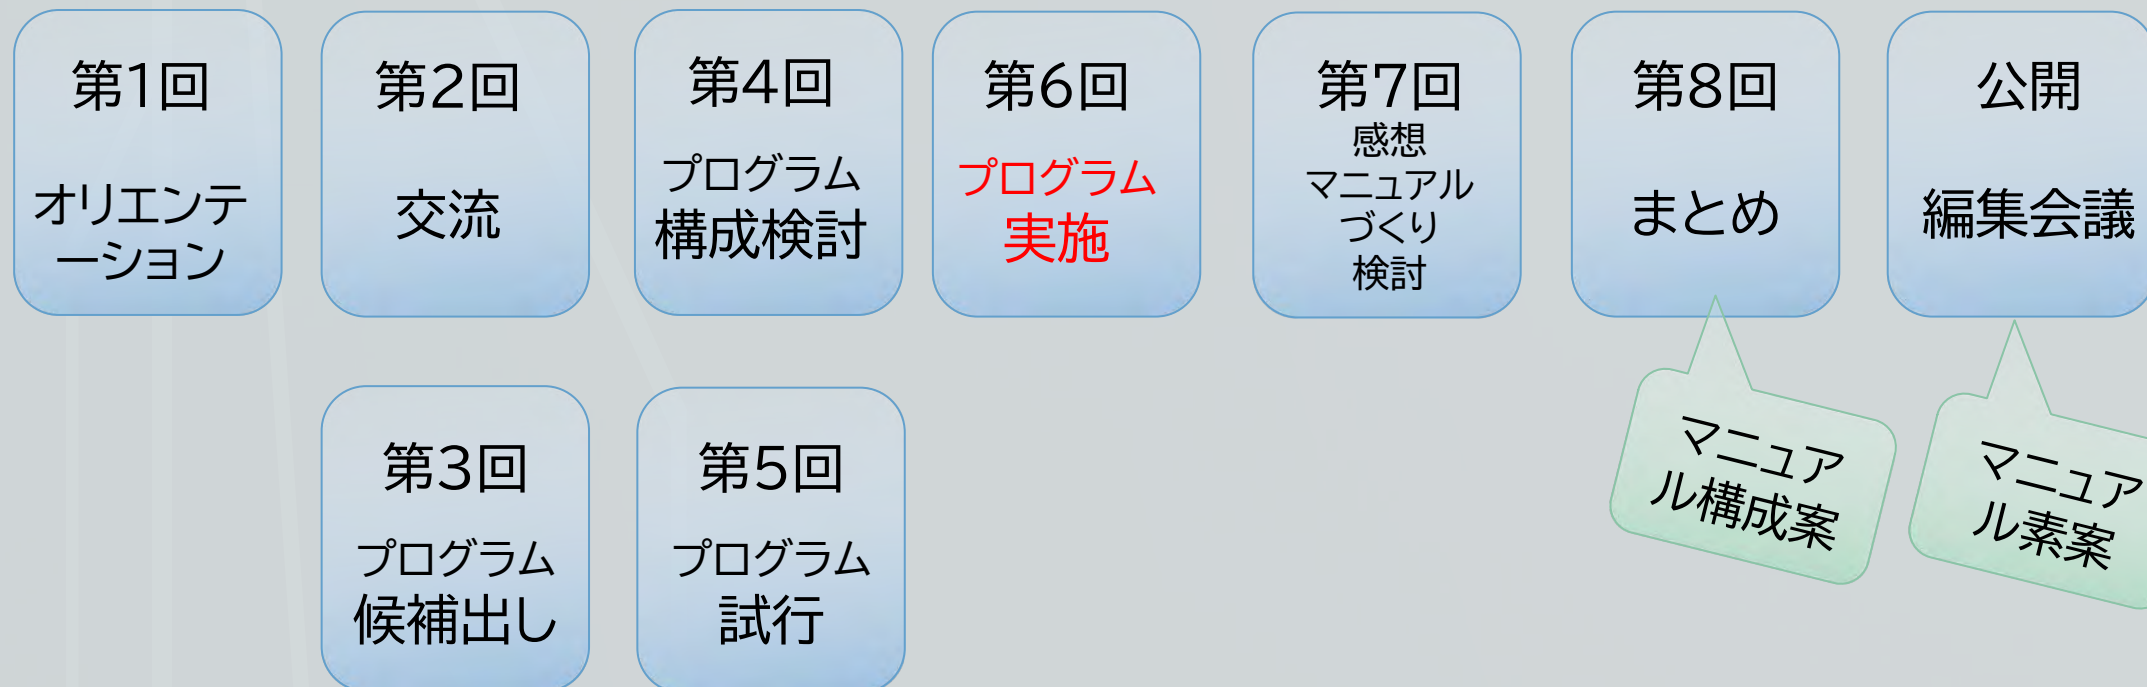 第1回
オリエンテ
ーション
第2回
交流
第4回
プログラム
構成検討
第6回
プログラム
実施
第7回
感想
マニュアル
づくり
検討
第8回
まとめ
公開
編集会議
第3回
プログラム
候補出し
第5回
プログラム
試行
マニュア
ル構成案
マニュア
ル素案